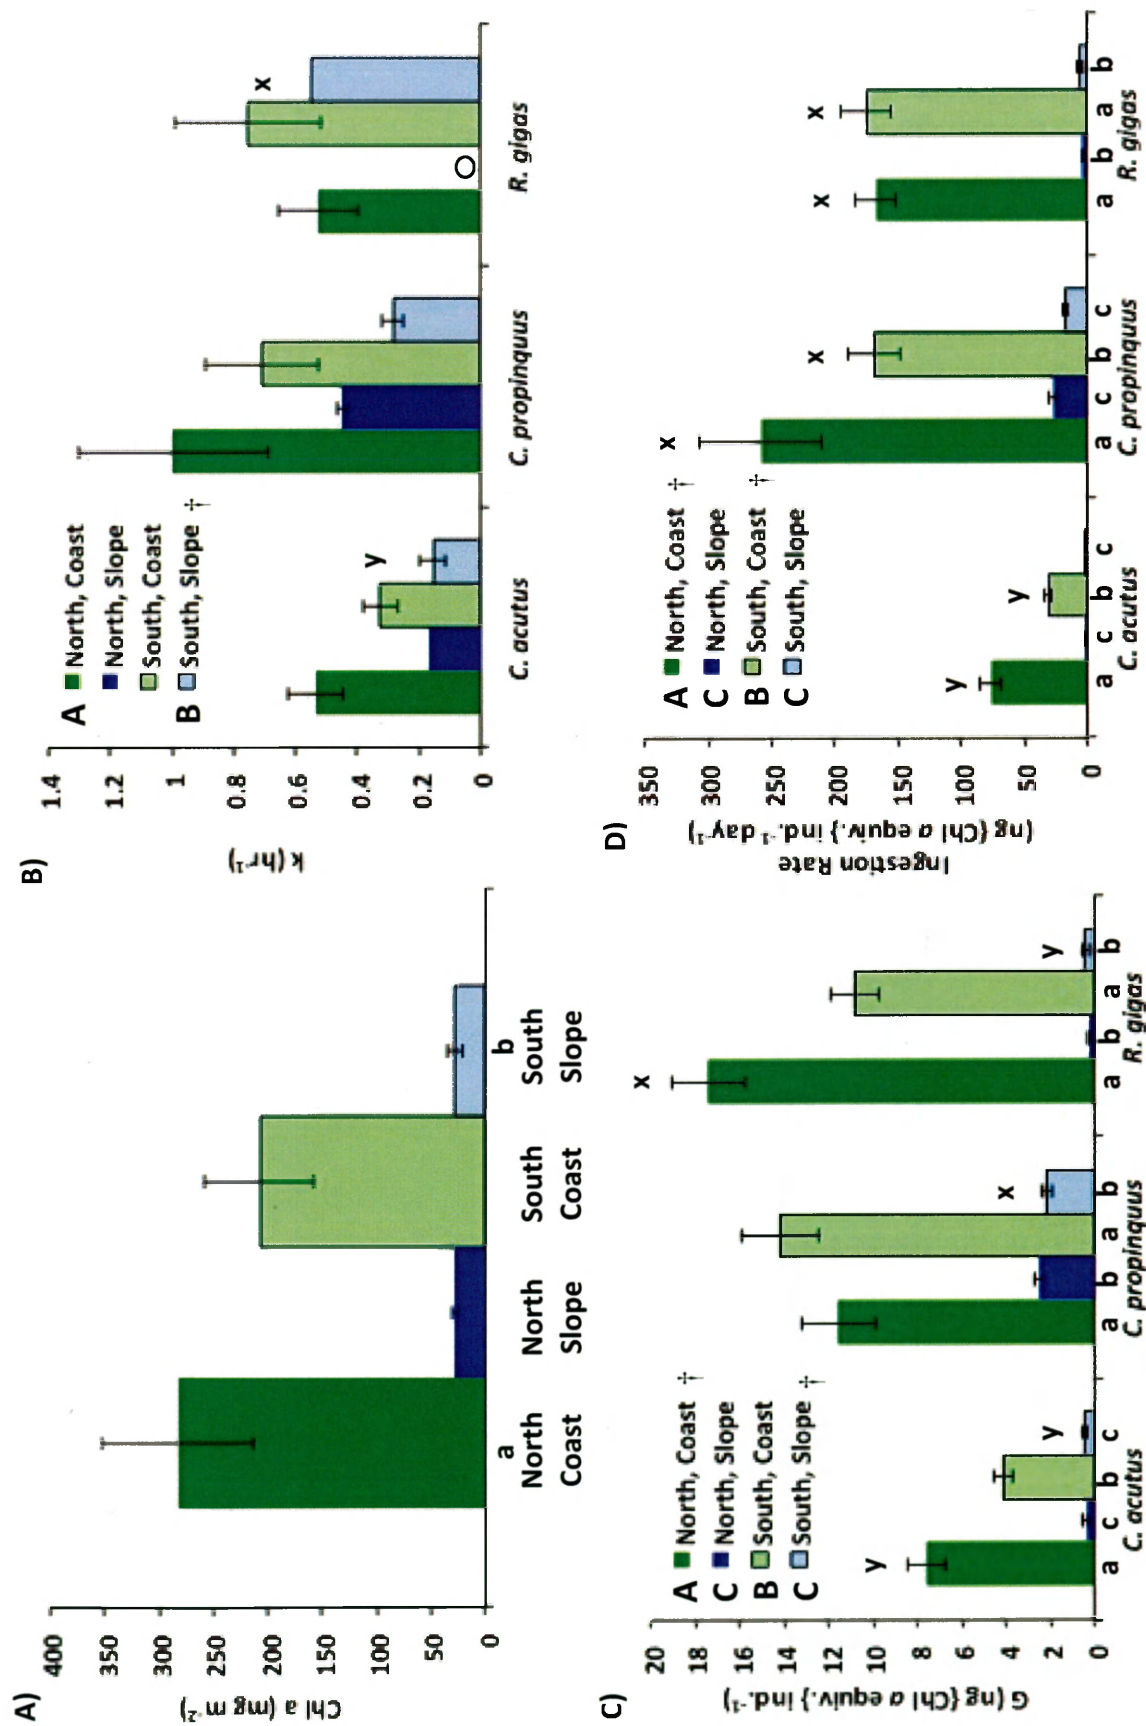 A)
Chl a (mg m⁻²)
400
350
300
250
200
150
100
50
0
a
b
North Coast
North Slope
South Coast
South Slope
B)
k (hr⁻¹)
1.4
1.2
1
0.8
0.6
0.4
0.2
0
A North, Coast
North, Slope
South, Coast
B South, Slope †
y
x
O
C. acutus
C. propinquus
R. gigas
C)
G (ng {Chl a equiv.} ind.⁻¹)
20
18
16
14
12
10
8
6
4
2
0
A North, Coast †
C North, Slope
B South, Coast
C South, Slope †
y
y
x
x
y
a c b c
a b a b
a b a b
C. acutus
C. propinquus
R. gigas
D)
Ingestion Rate
(ng {Chl a equiv.} ind.⁻¹ day⁻¹)
350
300
250
200
150
100
50
0
A North, Coast †
C North, Slope
B South, Coast †
C South, Slope
y
y
x
x
x
x
a c b c
a c b c
a b a b
C. acutus
C. propinquus
R. gigas